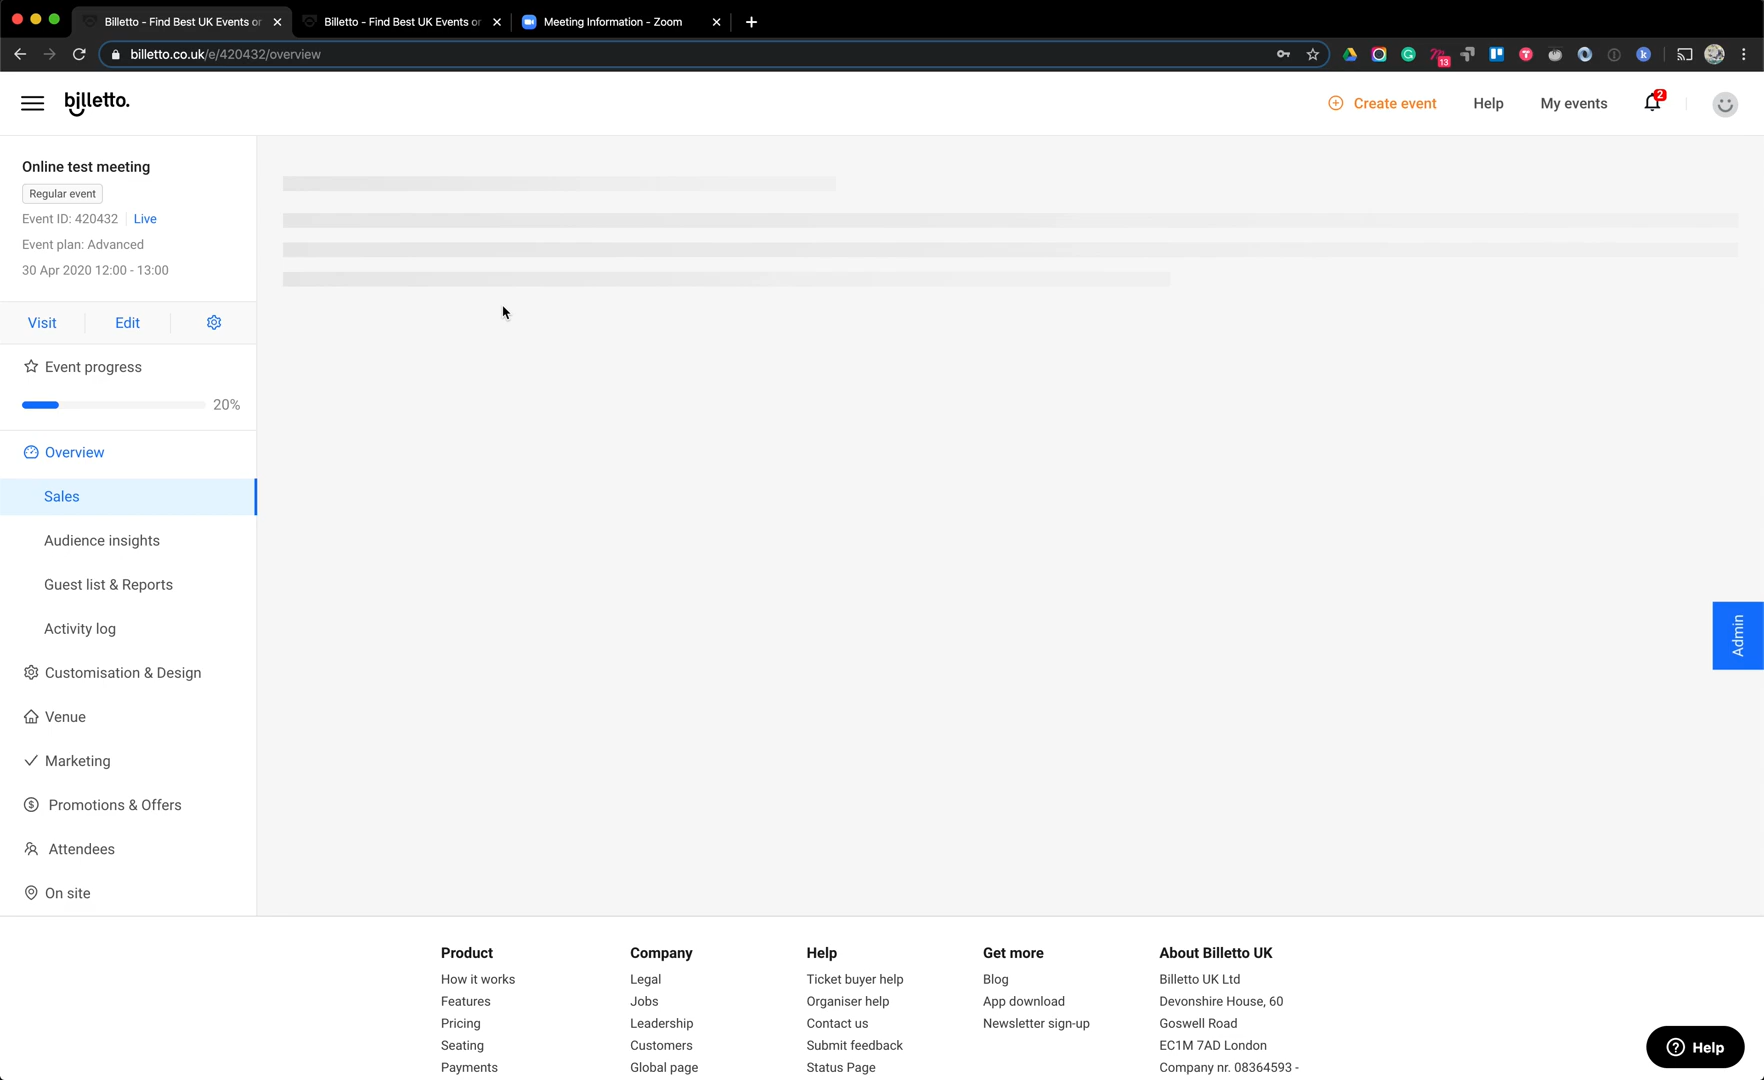 Billetto - Find Best UK Events or
Billetto - Find Best UK Events or
Meeting Information - Zoom
billetto.co.uk/e/420432/overview
13
billetto.
Create event
Help
My events
2
Online test meeting
Regular event
Event ID: 420432
Live
Event plan: Advanced
30 Apr 2020 12:00 - 13:00
Visit
Edit
Event progress
20%
Overview
Sales
Audience insights
Guest list & Reports
Activity log
Customisation & Design
Venue
Marketing
Promotions & Offers
Attendees
On site
Admin
Product
How it works
Features
Pricing
Seating
Payments
Company
Legal
Jobs
Leadership
Customers
Global page
Help
Ticket buyer help
Organiser help
Contact us
Submit feedback
Status Page
Get more
Blog
App download
Newsletter sign-up
About Billetto UK
Billetto UK Ltd
Devonshire House, 60
Goswell Road
EC1M 7AD London
Company nr. 08364593 -
Help